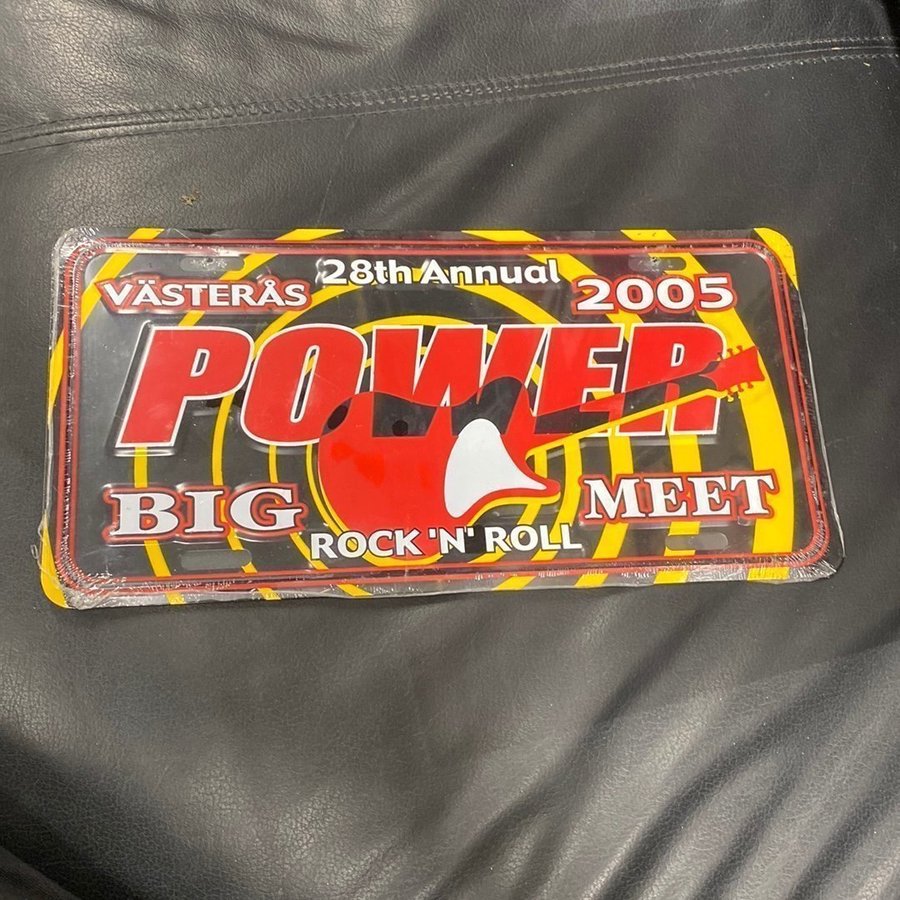 28th Annual
VÄSTERÅS 2005
POWER
BIG MEET
ROCK 'N' ROLL